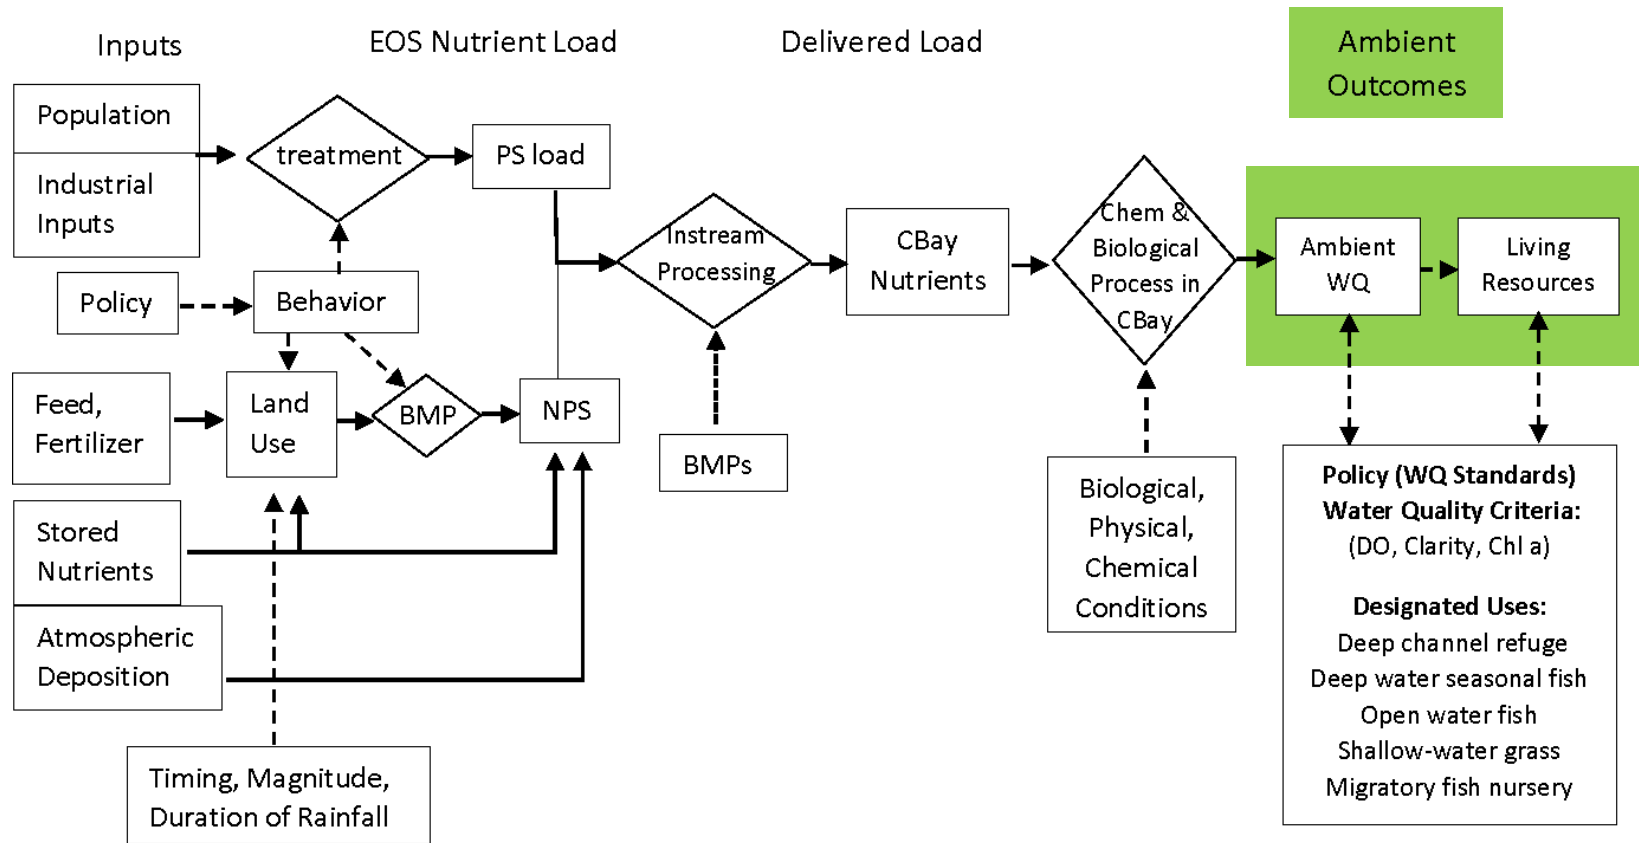 Inputs
EOS Nutrient Load
Delivered Load
Ambient
Outcomes
Population
Industrial
Inputs
treatment
PS load
Policy
Behavior
Feed,
Fertilizer
Land
Use
BMP
NPS
Stored
Nutrients
Atmospheric
Deposition
Timing, Magnitude,
Duration of Rainfall
Instream
Processing
BMPs
CBay
Nutrients
Chem &
Biological
Process in
CBay
Biological,
Physical,
Chemical
Conditions
Ambient
WQ
Living
Resources
Policy (WQ Standards)
Water Quality Criteria:
(DO, Clarity, Chl a)
Designated Uses:
Deep channel refuge
Deep water seasonal fish
Open water fish
Shallow-water grass
Migratory fish nursery